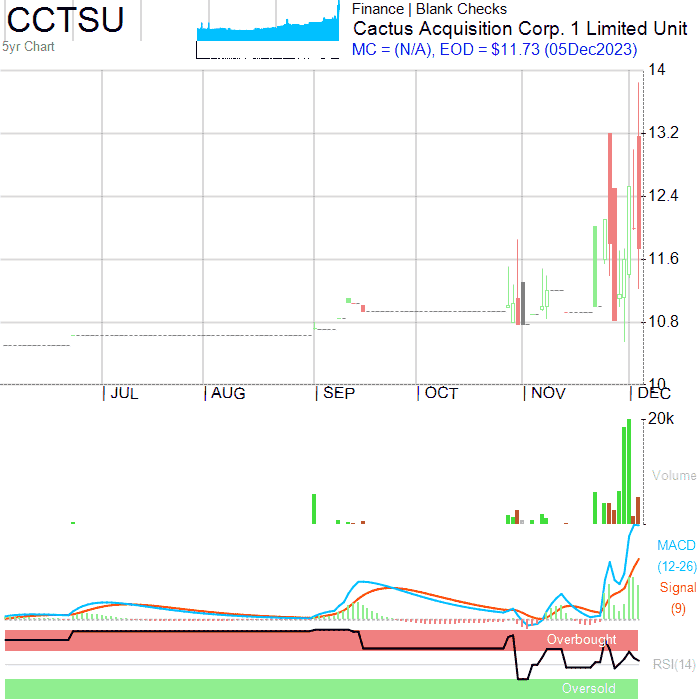 CCTSU
5yr Chart
Finance | Blank Checks
Cactus Acquisition Corp. 1 Limited Unit
MC = (N/A), EOD = $11.73 (05Dec2023)
14
13.2
12.4
11.6
10.8
10
JUL AUG SEP OCT NOV DEC
20k
Volume
MACD
(12-26)
Signal
(9)
Overbought
RSI(14)
Oversold